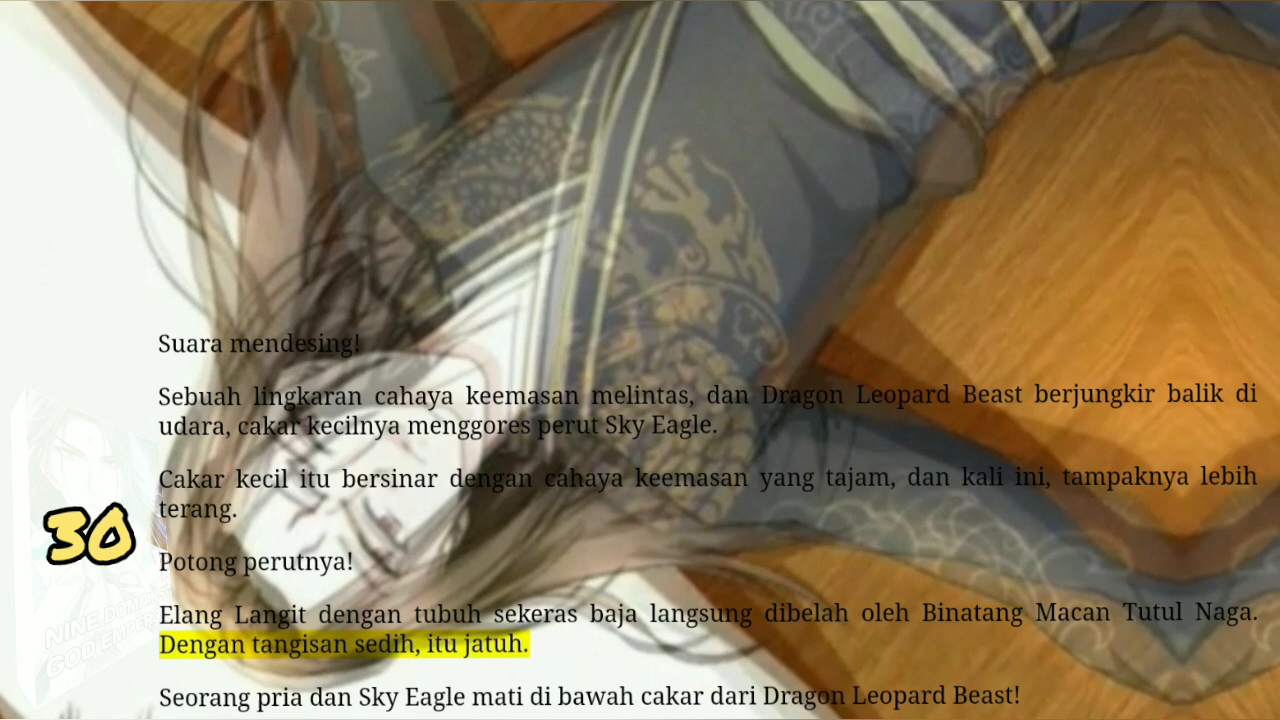 Suara mendesing!
Sebuah lingkaran cahaya keemasan melintas, dan Dragon Leopard Beast berjungkir balik di
udara, cakar kecilnya menggores perut Sky Eagle.
Cakar kecil itu bersinar dengan cahaya keemasan yang tajam, dan kali ini, tampaknya lebih
terang.
30
Potong perutnya!
Elang Langit dengan tubuh sekeras baja langsung dibelah oleh Binatang Macan Tutul Naga.
Dengan tangisan sedih, itu jatuh.
NINE DOMAIN
GOD EMPEROR
Seorang pria dan Sky Eagle mati di bawah cakar dari Dragon Leopard Beast!